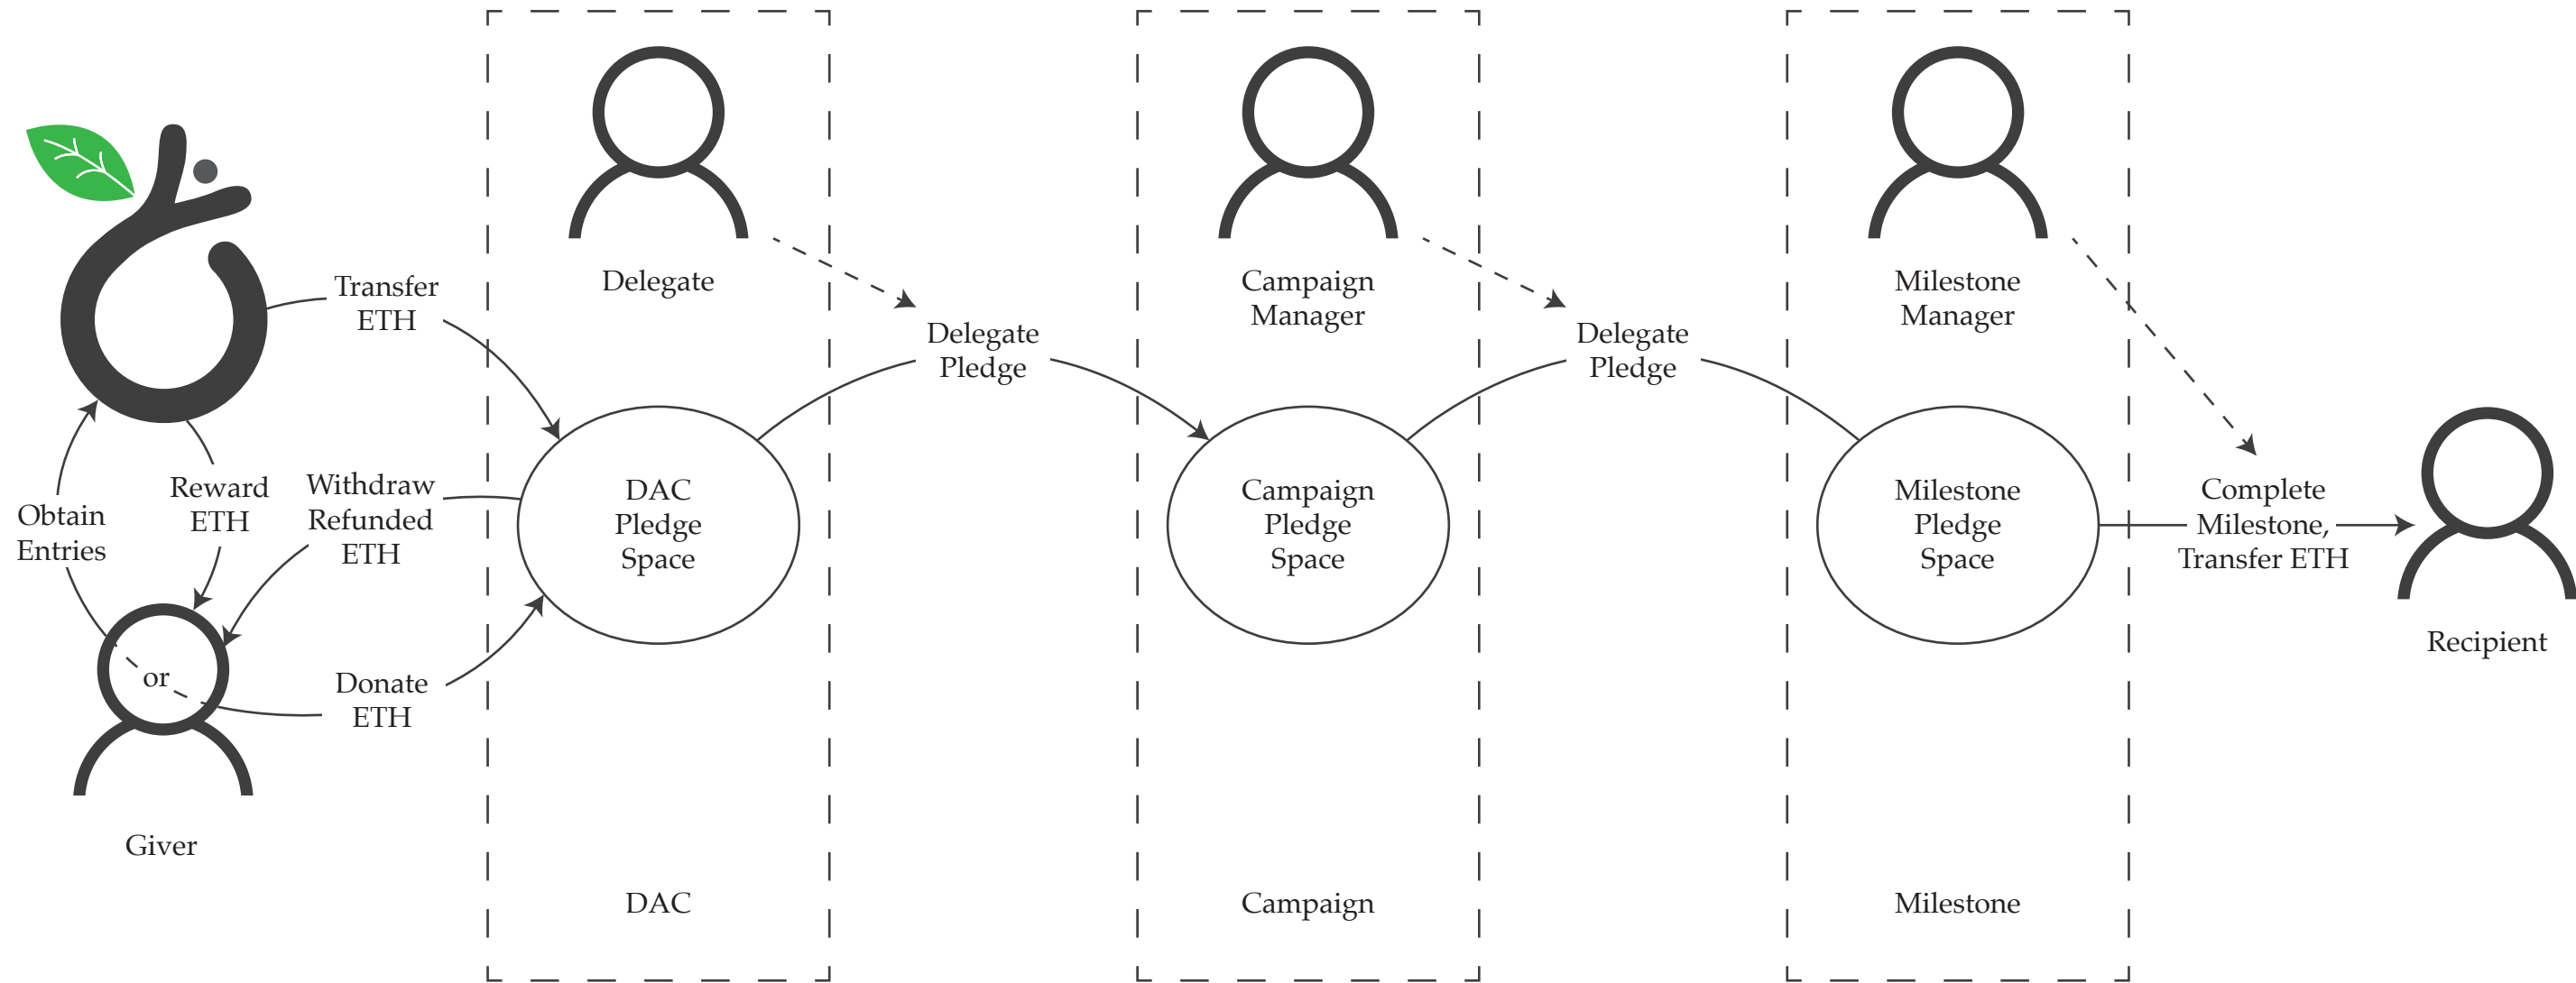 Transfer
ETH
Obtain
Entries
Reward
ETH
Withdraw
Refunded
ETH
or
Donate
ETH
Giver
Delegate
DAC
Pledge
Space
DAC
Delegate
Pledge
Campaign
Manager
Campaign
Pledge
Space
Campaign
Delegate
Pledge
Milestone
Manager
Milestone
Pledge
Space
Milestone
Complete
Milestone,
Transfer ETH
Recipient